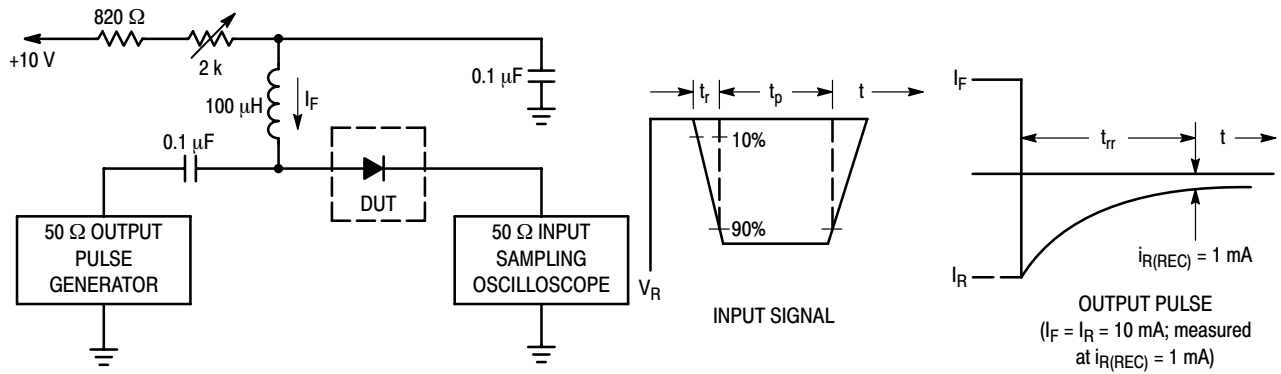 820 Ω
+10 V
2 k
100 μH
I_F
0.1 μF
0.1 μF
DUT
50 Ω OUTPUT
PULSE
GENERATOR
50 Ω INPUT
SAMPLING
OSCILLOSCOPE
t_r
t_p
t
10%
90%
V_R
INPUT SIGNAL
I_F
t_rr
t
I_R
i_R(REC) = 1 mA
OUTPUT PULSE
(I_F = I_R = 10 mA; measured
at i_R(REC) = 1 mA)